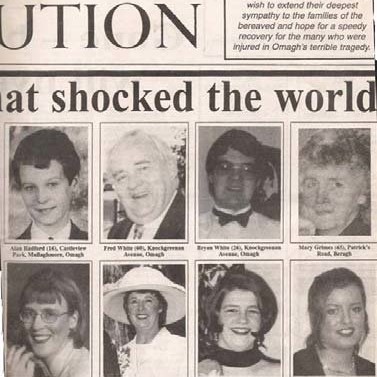 UTION
wish to extend their deepest
sympathy to the families of the
bereaved and hope for a speedy
recovery for the many who were
injured in Omagh's terrible tragedy.
at shocked the world
Alan Radford (16), Castleview
Park, Mullaghmore, Omagh
Fred White (60), Knockgreenan
Avenue, Omagh
Bryan White (26), Knockgreenan
Avenue, Omagh
Mary Grimes (65), Patrick's
Road, Beragh